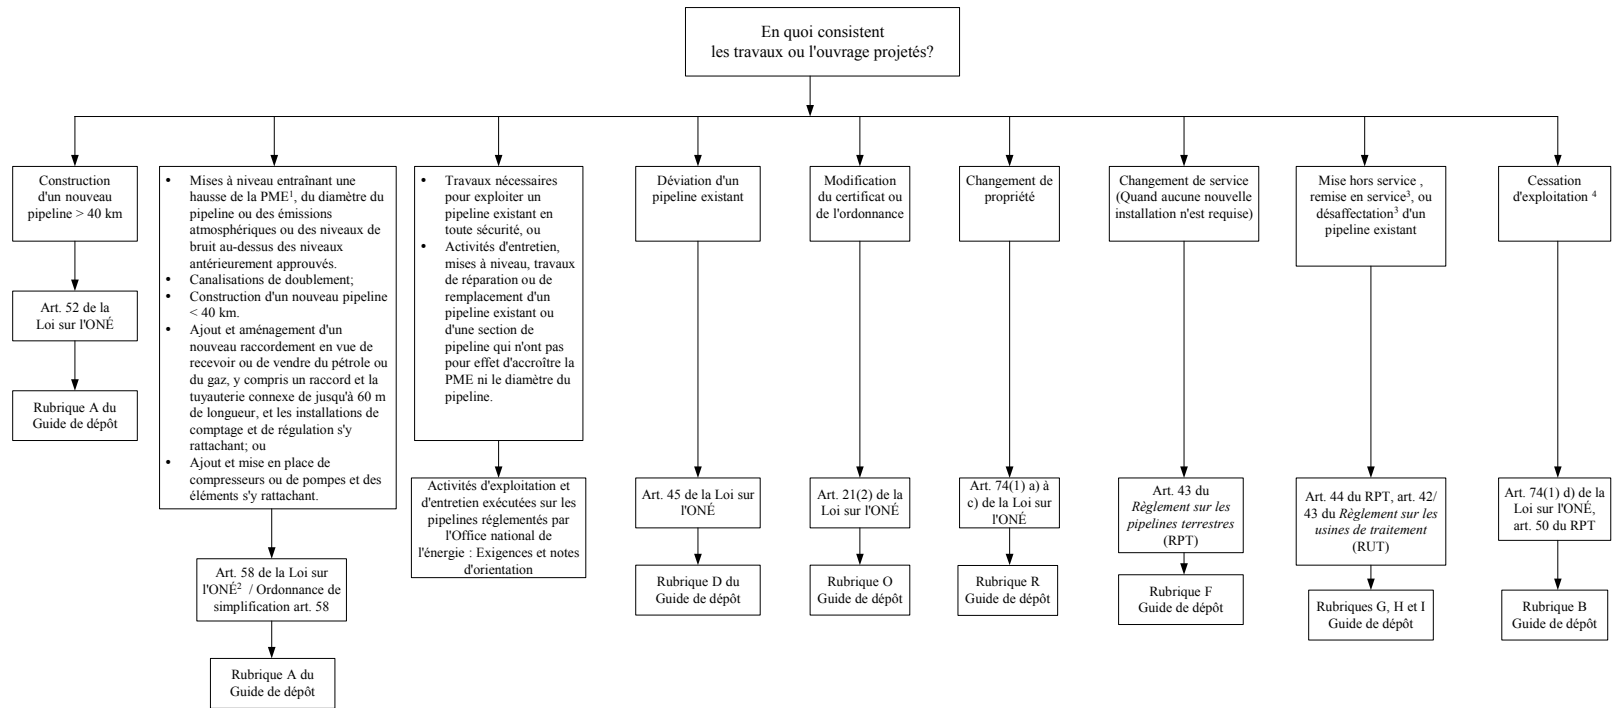 En quoi consistent
les travaux ou l'ouvrage projetés?
Construction
d'un nouveau
pipeline > 40 km
Art. 52 de la
Loi sur l'ONÉ
Rubrique A du
Guide de dépôt
• Mises à niveau entraînant une
hausse de la PME¹, du diamètre du
pipeline ou des émissions
atmosphériques ou des niveaux de
bruit au-dessus des niveaux
antérieurement approuvés.
• Canalisations de doublement;
• Construction d'un nouveau pipeline
< 40 km.
• Ajout et aménagement d'un
nouveau raccordement en vue de
recevoir ou de vendre du pétrole ou
du gaz, y compris un raccord et la
tuyauterie connexe de jusqu'à 60 m
de longueur, et les installations de
comptage et de régulation s'y
rattachant; ou
• Ajout et mise en place de
compresseurs ou de pompes et des
éléments s'y rattachant.
Art. 58 de la Loi sur
l'ONÉ² / Ordonnance de
simplification art. 58
Rubrique A du
Guide de dépôt
• Travaux nécessaires
pour exploiter un
pipeline existant en
toute sécurité, ou
• Activités d'entretien,
mises à niveau, travaux
de réparation ou de
remplacement d'un
pipeline existant ou
d'une section de
pipeline qui n'ont pas
pour effet d'accroître la
PME ni le diamètre du
pipeline.
Activités d'exploitation et
d'entretien exécutées sur les
pipelines réglementés par
l'Office national de
l'énergie : Exigences et notes
d'orientation
Déviation d'un
pipeline existant
Art. 45 de la Loi sur
l'ONÉ
Rubrique D du
Guide de dépôt
Modification
du certificat ou
de l'ordonnance
Art. 21(2) de la
Loi sur l'ONÉ
Rubrique O
Guide de dépôt
Changement de
propriété
Art. 74(1) a) à
c) de la Loi sur
l'ONÉ
Rubrique R
Guide de dépôt
Changement de service
(Quand aucune nouvelle
installation n'est requise)
Art. 43 du
Règlement sur les
pipelines terrestres
(RPT)
Rubrique F
Guide de dépôt
Mise hors service ,
remise en service³, ou
désaffectation³ d'un
pipeline existant
Art. 44 du RPT, art. 42/
43 du Règlement sur les
usines de traitement
(RUT)
Rubriques G, H et I
Guide de dépôt
Cessation
d'exploitation ⁴
Art. 74(1) d) de la
Loi sur l'ONÉ,
art. 50 du RPT
Rubrique B
Guide de dépôt